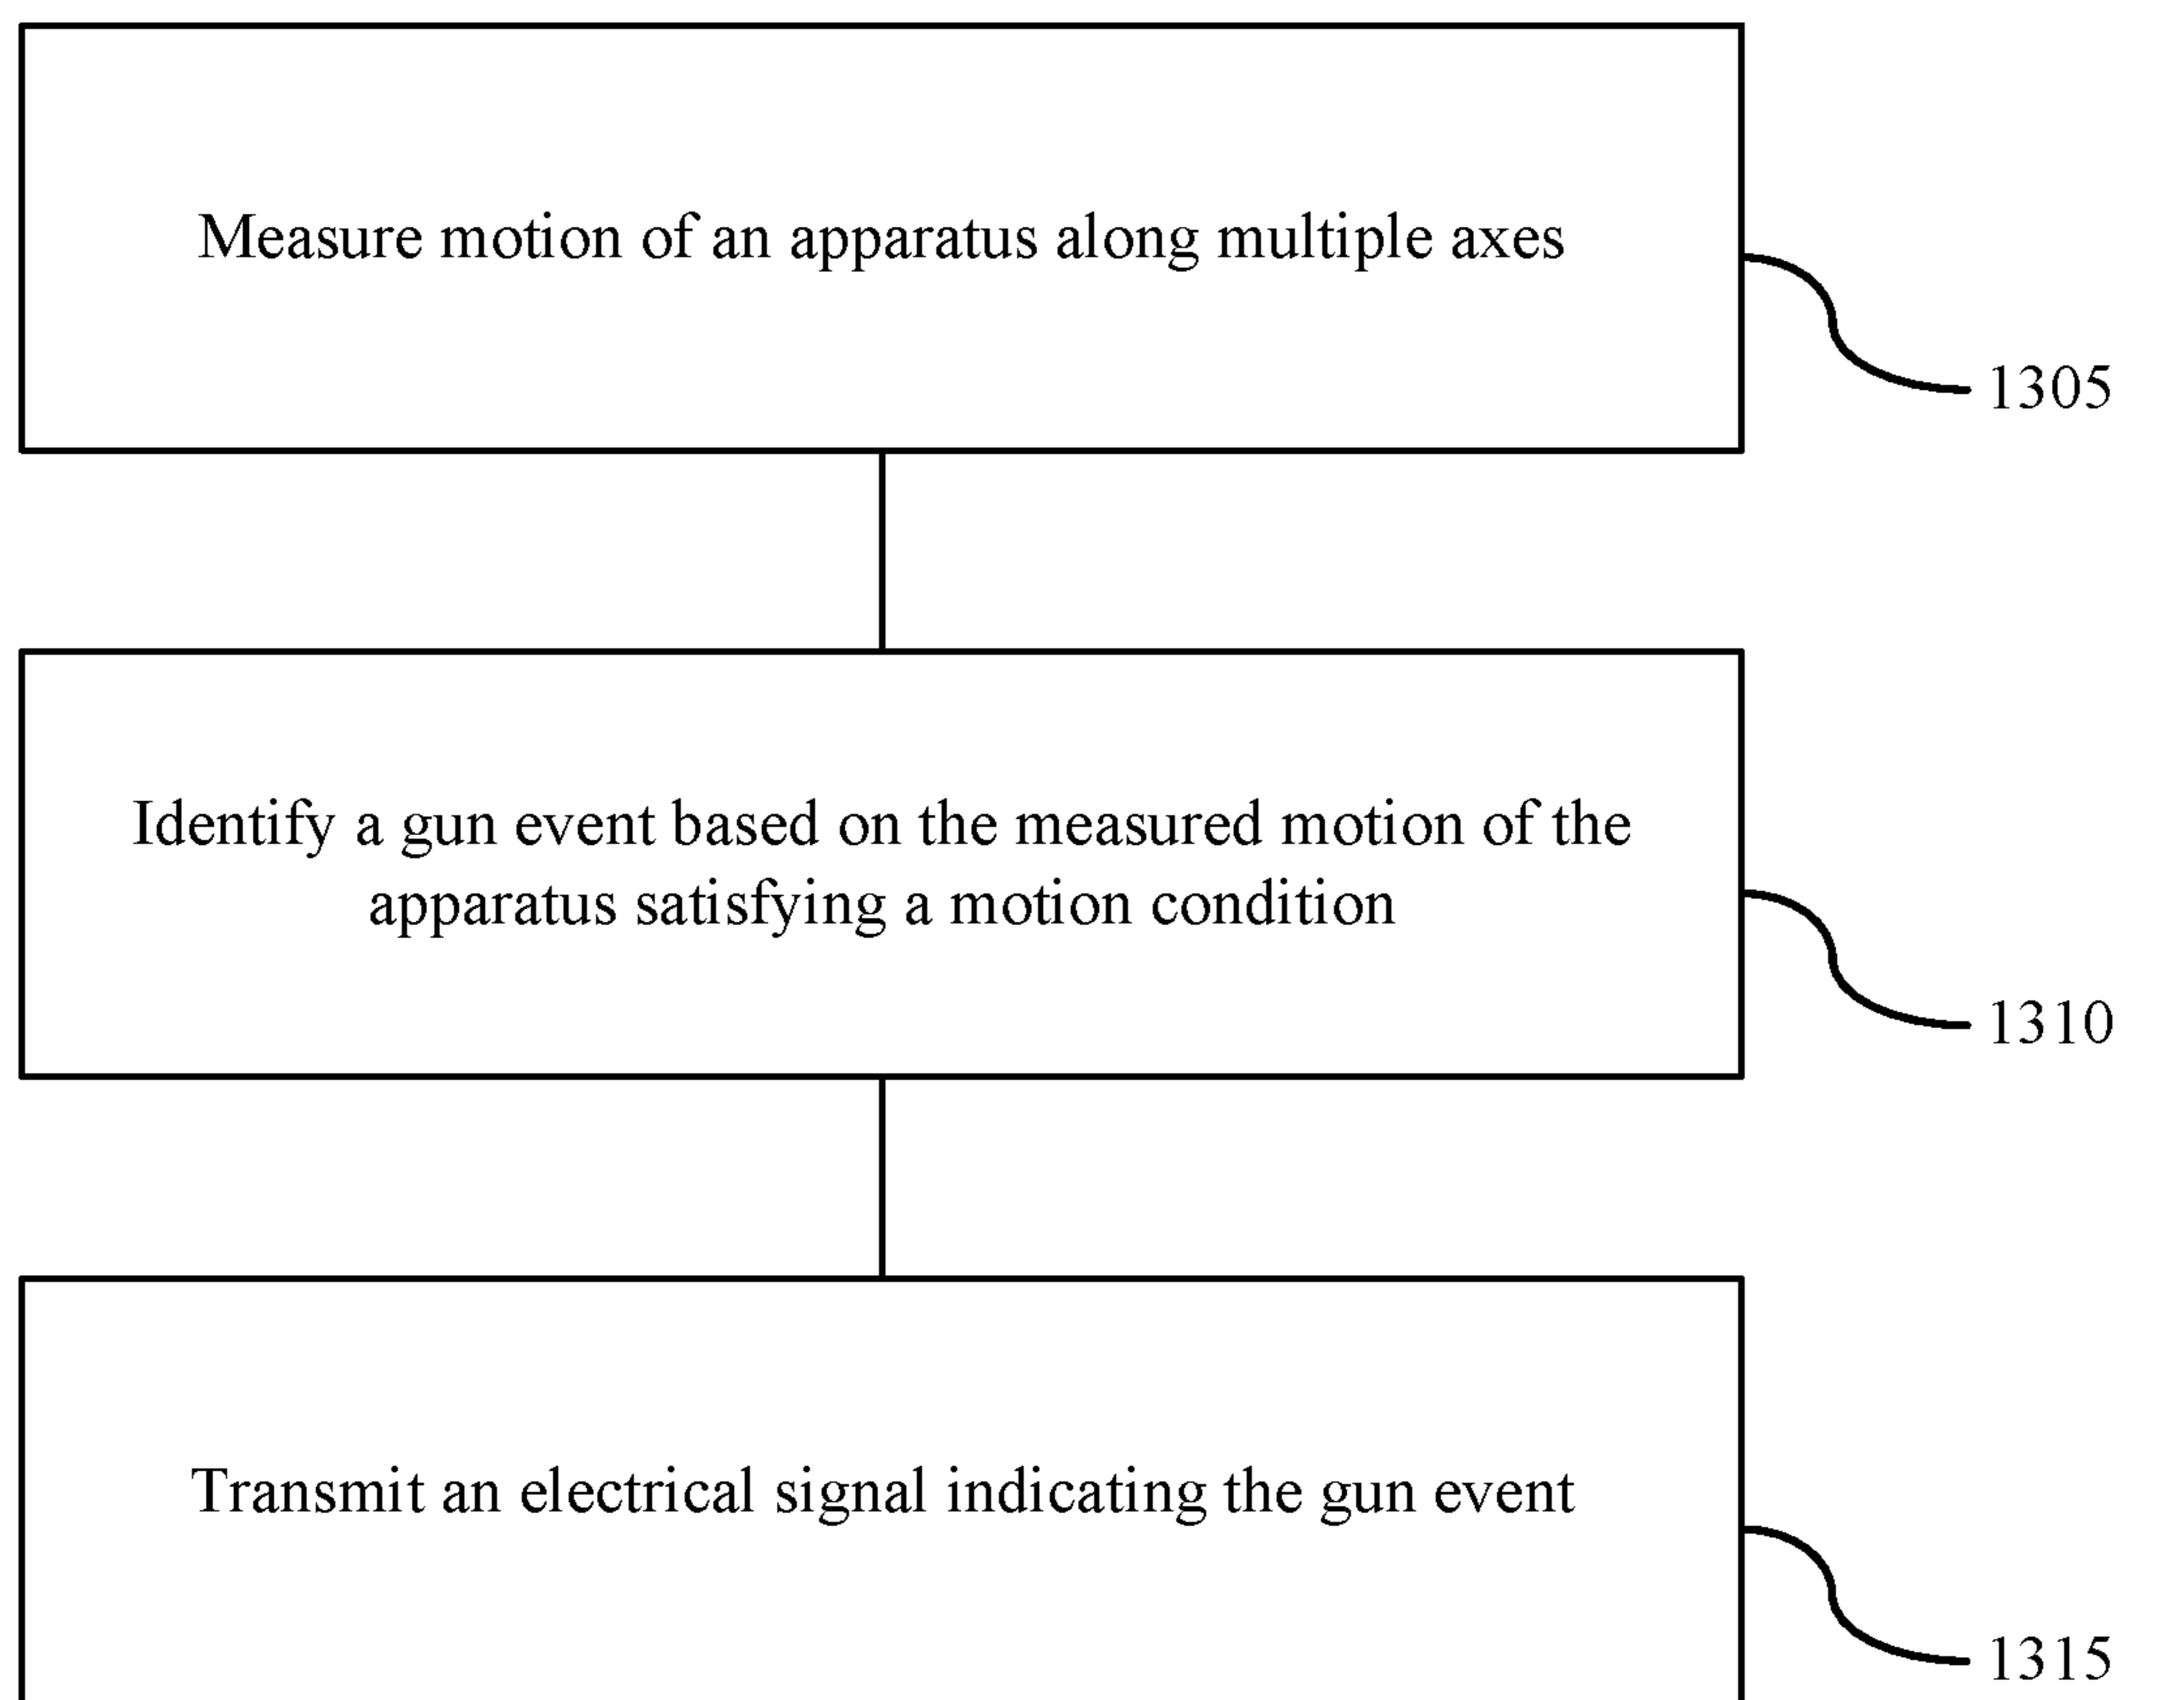 Measure motion of an apparatus along multiple axes
1305
Identify a gun event based on the measured motion of the
apparatus satisfying a motion condition
1310
Transmit an electrical signal indicating the gun event
1315